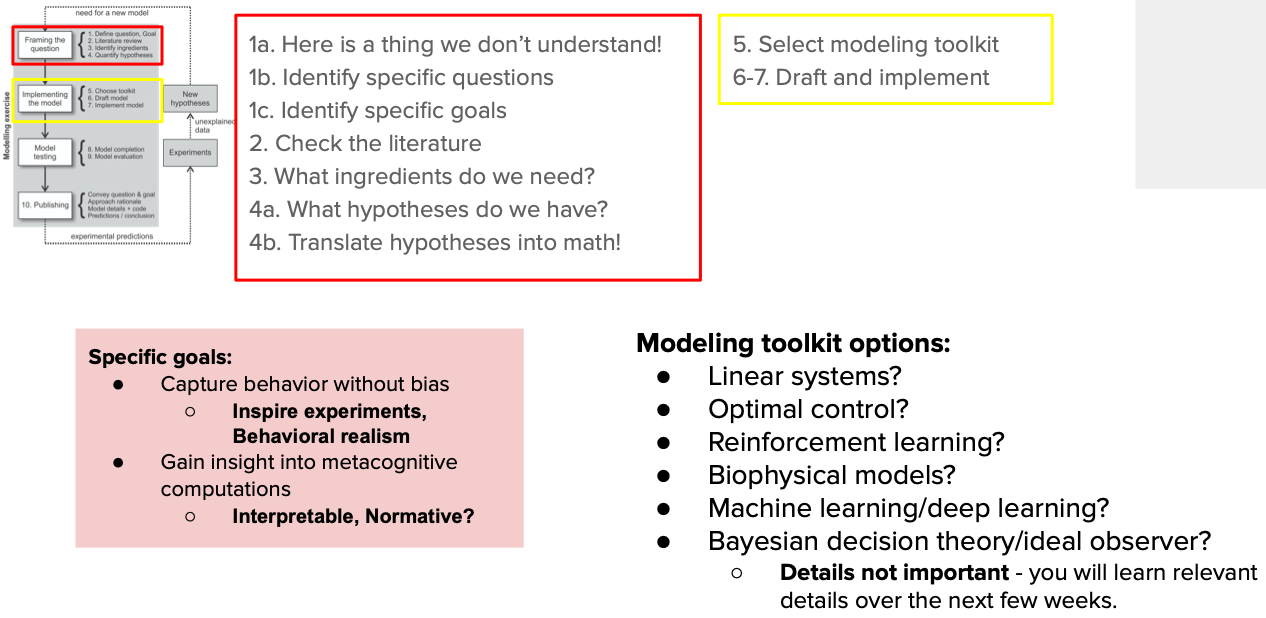 need for a new model
Framing the
question
1. Define question, Goal
2. Literature review
3. Identify ingredients
4. Quantify hypotheses
Implementing
the model
5. Choose toolkit
6. Draft model
7. Implement model
New
hypotheses
Modelling exercise
unexplained
data
Model
testing
8. Model completion
9. Model evaluation
Experiments
10. Publishing
Convey question & goal
Approach rationale
Model details + code
Predictions / conclusion
experimental predictions
1a. Here is a thing we don’t understand!
1b. Identify specific questions
1c. Identify specific goals
2. Check the literature
3. What ingredients do we need?
4a. What hypotheses do we have?
4b. Translate hypotheses into math!
5. Select modeling toolkit
6-7. Draft and implement
Specific goals:
● Capture behavior without bias
○ Inspire experiments,
Behavioral realism
● Gain insight into metacognitive
computations
○ Interpretable, Normative?
Modeling toolkit options:
● Linear systems?
● Optimal control?
● Reinforcement learning?
● Biophysical models?
● Machine learning/deep learning?
● Bayesian decision theory/ideal observer?
○ Details not important - you will learn relevant
details over the next few weeks.